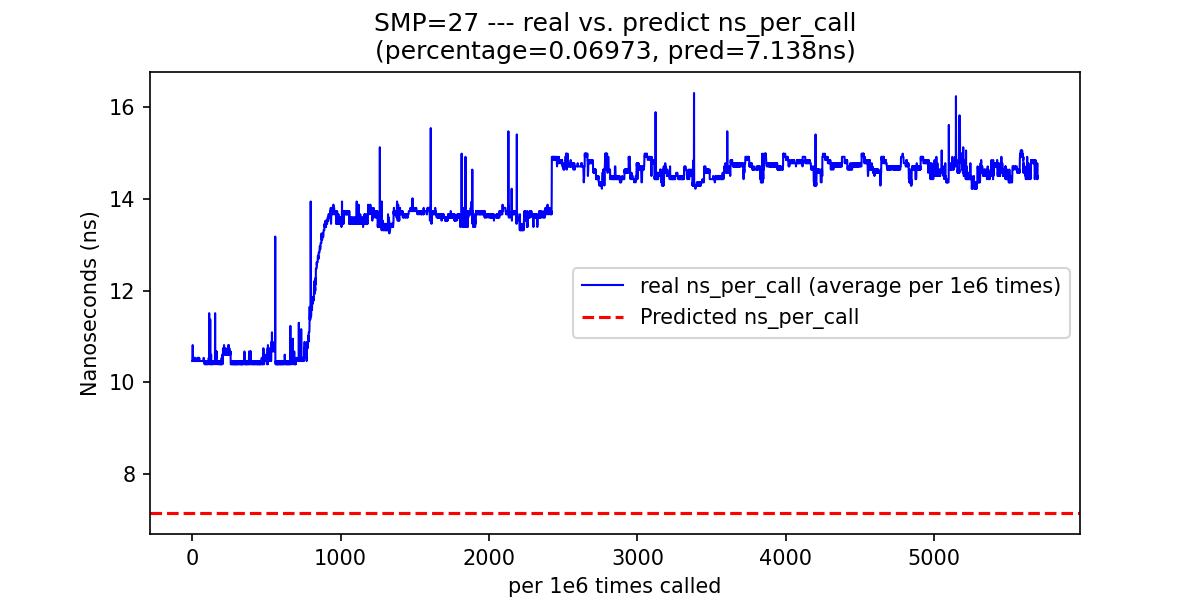 SMP=27 --- real vs. predict ns_per_call
(percentage=0.06973, pred=7.138ns)
Nanoseconds (ns)
16
14
12
10
8
real ns_per_call (average per 1e6 times)
Predicted ns_per_call
0
1000
2000
3000
4000
5000
per 1e6 times called